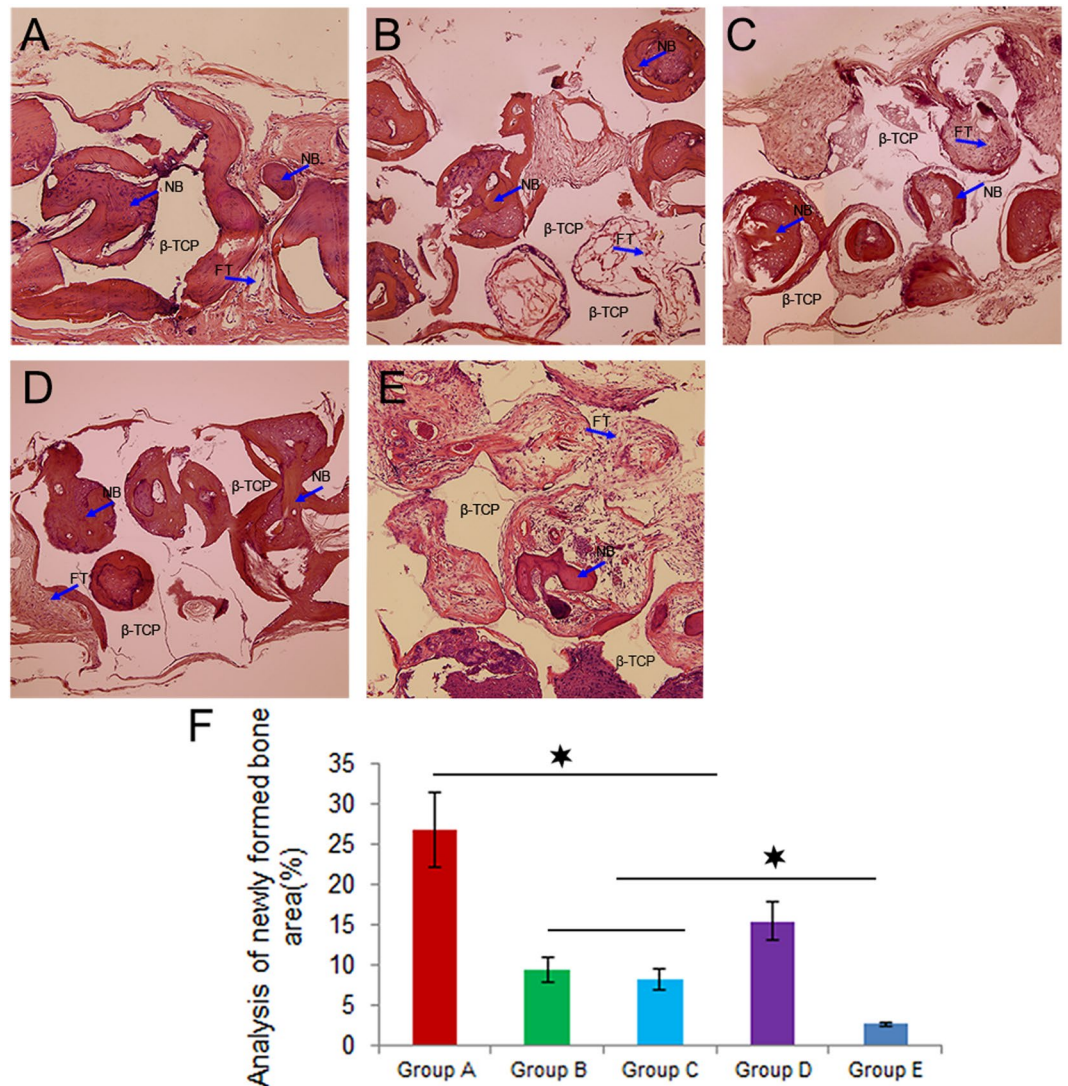 A
NB
NB
β-TCP
FT
B
NB
NB
β-TCP
FT
β-TCP
C
β-TCP
FT
NB
NB
β-TCP
D
β-TCP
NB
NB
FT
β-TCP
E
FT
β-TCP
NB
β-TCP
F
Analysis of newly formed bone
area(%)
35
30
25
20
15
10
5
0
Group A Group B Group C Group D Group E